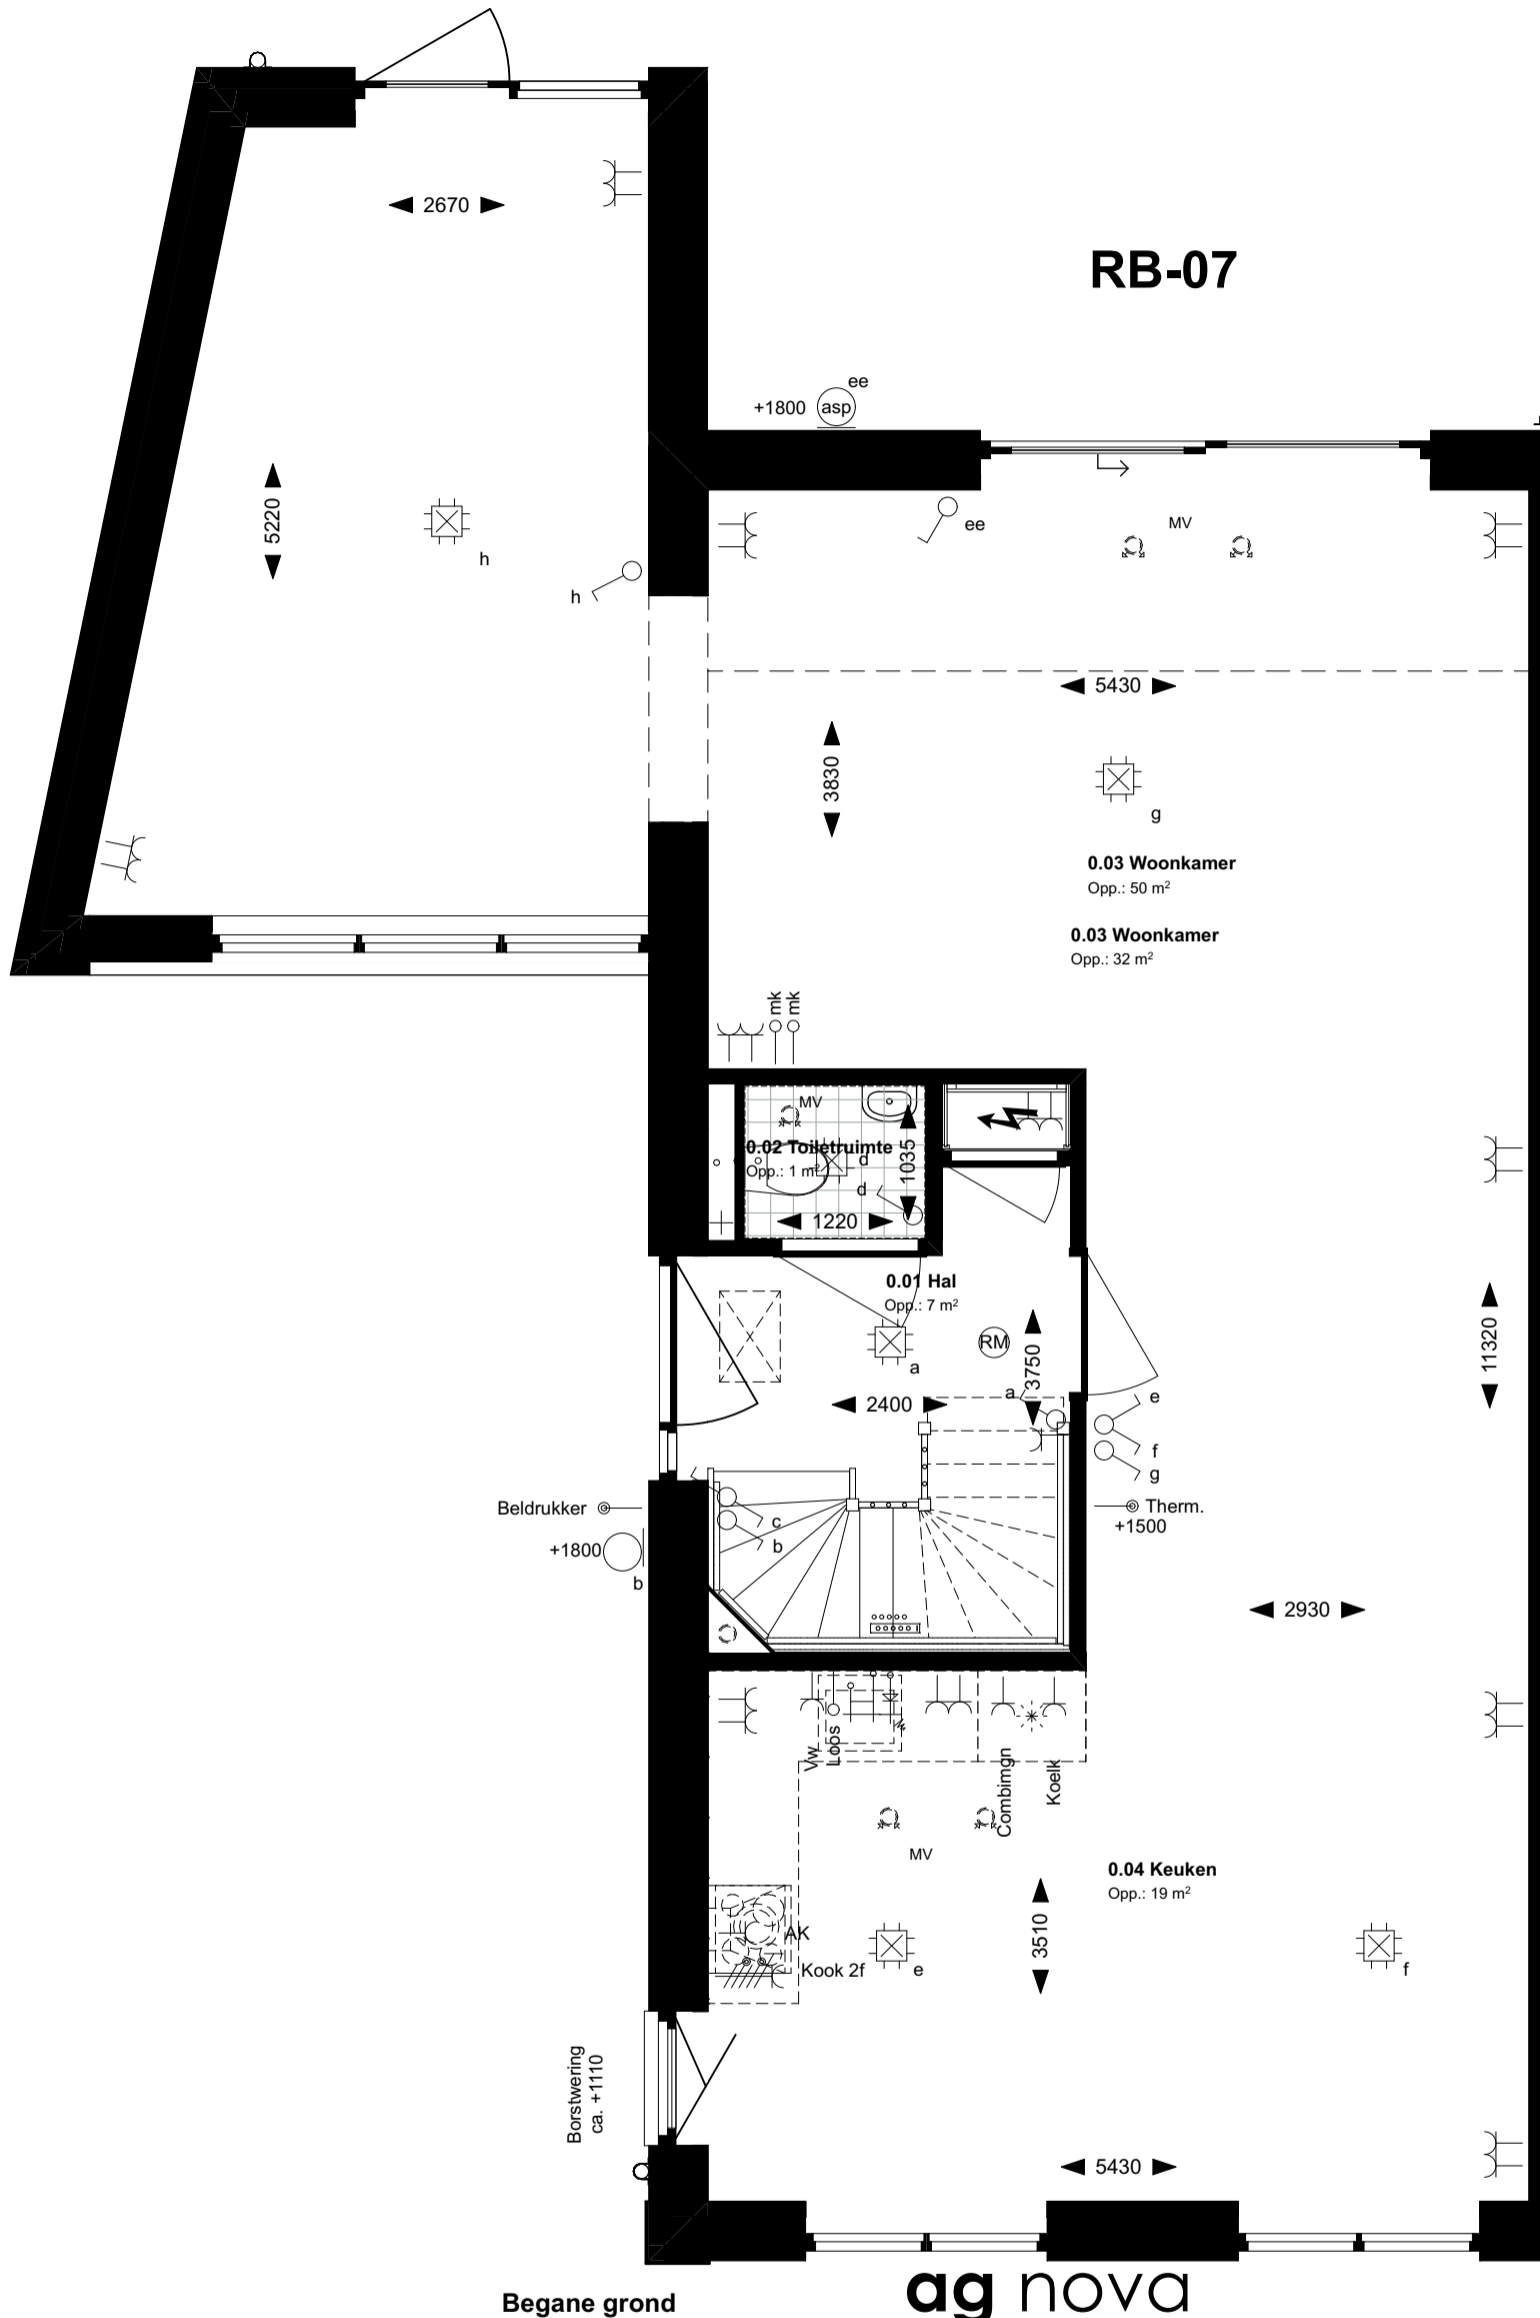 2670
RB-07
ee
+1800 asp
5220
h
h
ee
MV
5430
3830
g
0.03 Woonkamer
Opp.: 50 m²
0.03 Woonkamer
Opp.: 32 m²
mk
mk
MV
0.02 Toiletruimte
Opp.: 1 m²
d
d
1035
1220
0.01 Hal
Opp.: 7 m²
RM
a
3750
11320
2400
a
e
f
g
Beldrukker
c
Therm.
+1500
+1800
b
b
2930
Vw
Loos
Combimgn
Koelk
MV
0.04 Keuken
Opp.: 19 m²
AK
3510
Kook 2f
e
f
Borstwering
ca. +1110
5430
Begane grond
ag nova